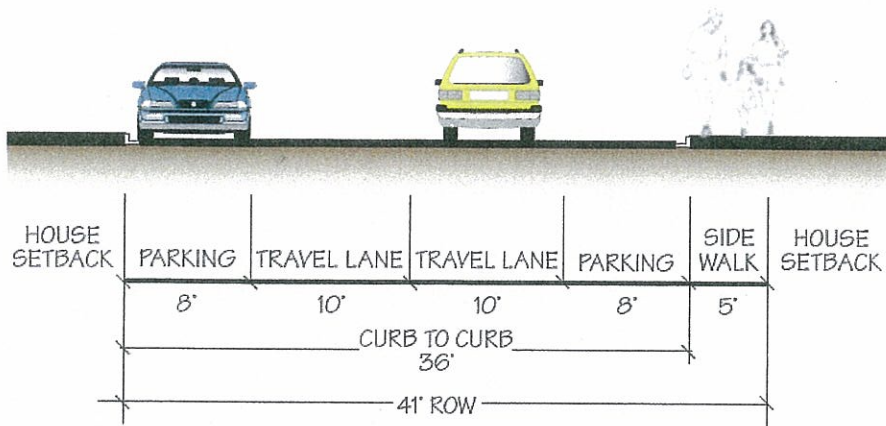 HOUSE SETBACK
PARKING
TRAVEL LANE
TRAVEL LANE
PARKING
SIDE WALK
HOUSE SETBACK
8'
10'
10'
8'
5'
CURB TO CURB
36'
41' ROW